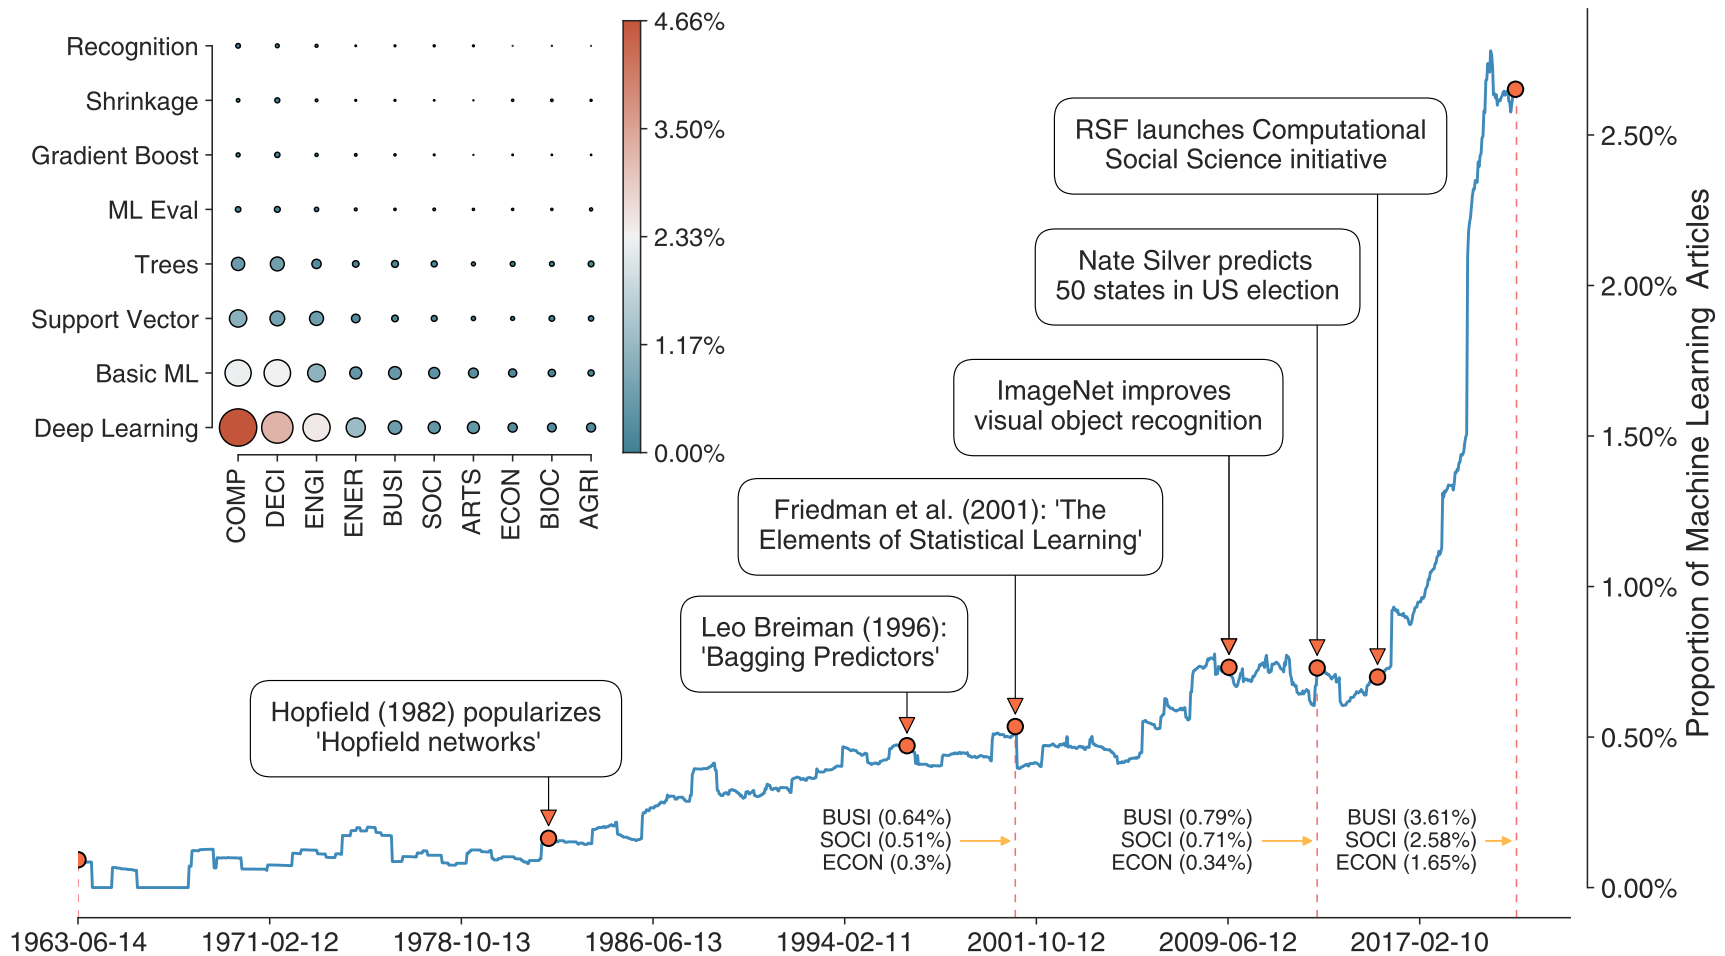 Recognition
Shrinkage
Gradient Boost
ML Eval
Trees
Support Vector
Basic ML
Deep Learning
COMP
DECI
ENGI
ENER
BUSI
SOCI
ARTS
ECON
BIOC
AGRI
4.66%
3.50%
2.33%
1.17%
0.00%
RSF launches Computational
Social Science initiative
Nate Silver predicts
50 states in US election
ImageNet improves
visual object recognition
Friedman et al. (2001): 'The
Elements of Statistical Learning'
Leo Breiman (1996):
'Bagging Predictors'
Hopfield (1982) popularizes
'Hopfield networks'
BUSI (0.64%)
SOCI (0.51%)
ECON (0.3%)
BUSI (0.79%)
SOCI (0.71%)
ECON (0.34%)
BUSI (3.61%)
SOCI (2.58%)
ECON (1.65%)
2.50%
2.00%
1.50%
1.00%
0.50%
0.00%
Proportion of Machine Learning Articles
1963-06-14
1971-02-12
1978-10-13
1986-06-13
1994-02-11
2001-10-12
2009-06-12
2017-02-10